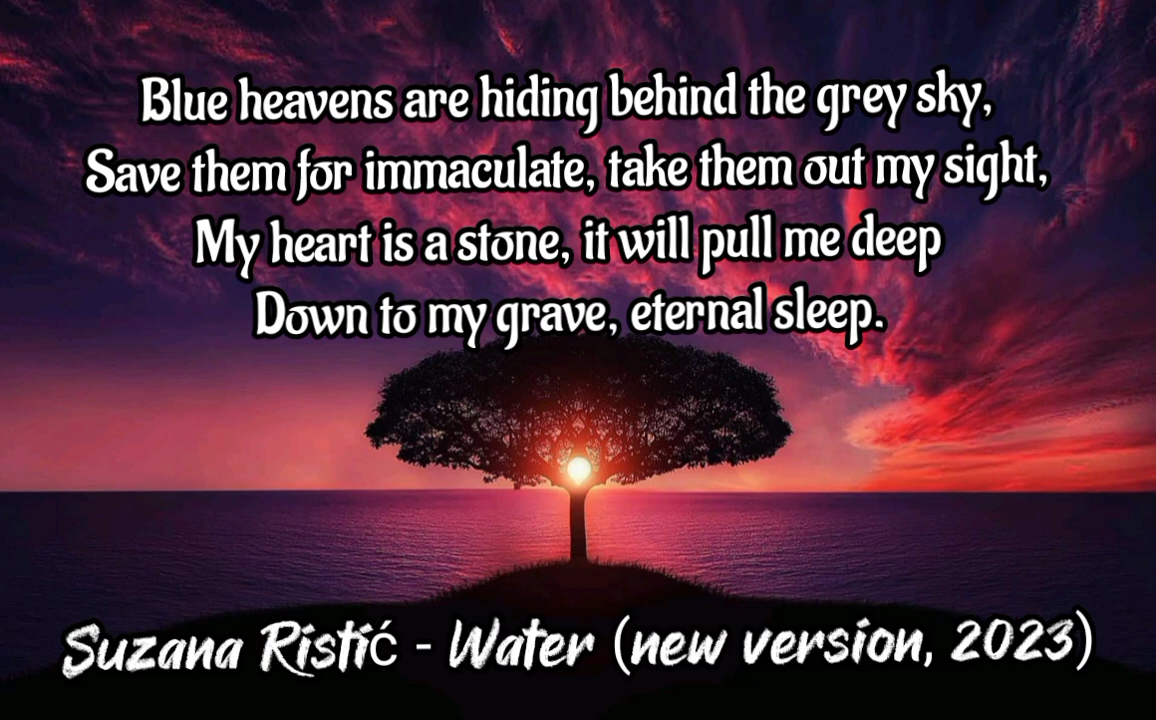 Blue heavens are hiding behind the grey sky,
Save them for immaculate, take them out my sight,
My heart is a stone, it will pull me deep
Down to my grave, eternal sleep.
Suzana Ristić - Water (new version, 2023)